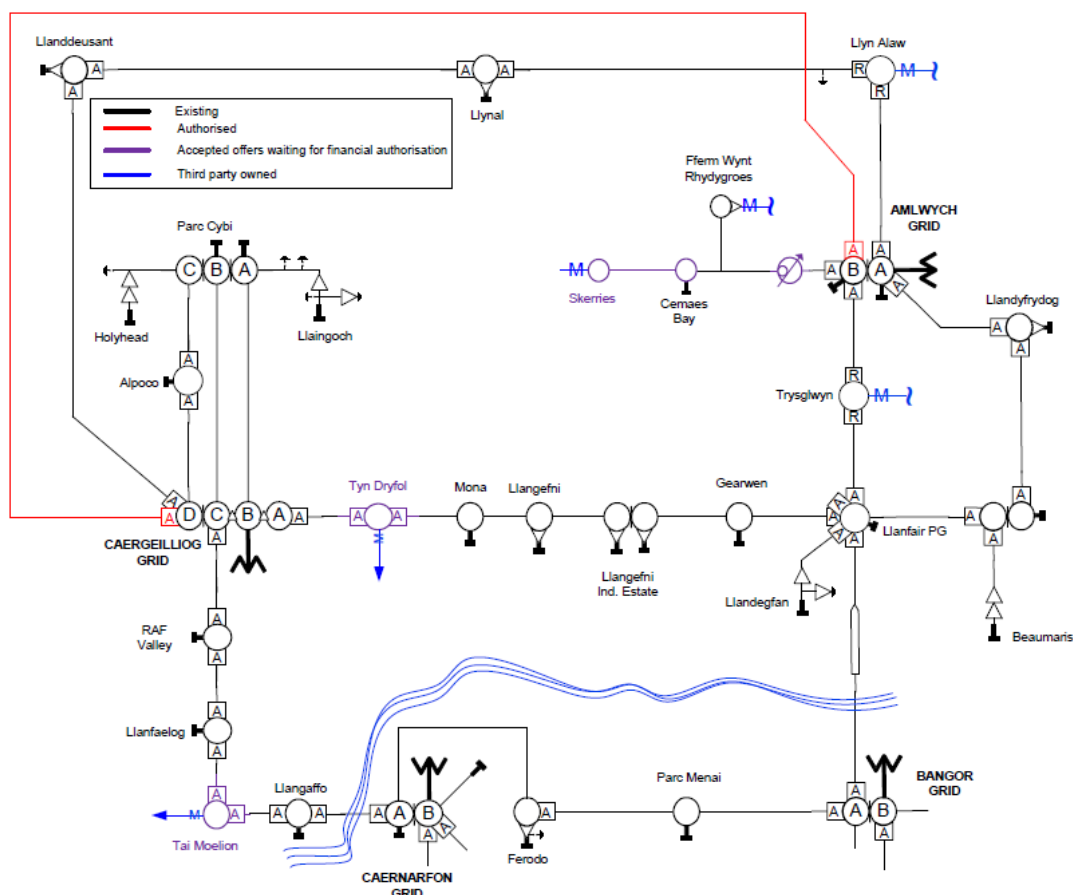 Llanddeusant
A
A
A
A
Llynal
Llyn Alaw
R
M
R
Existing
Authorised
Accepted offers waiting for financial authorisation
Third party owned
Fferm Wynt
Rhydygroes
M
Parc Cybi
C
B
A
Holyhead
Llaingoch
AMLWYCH
GRID
A
A
M
Skerries
Cemaes
Bay
A
B
A
A
A
Llandyfrydog
A
A
Alpoco
A
A
Trysglwyn
R
M
R
Tyn Dryfol
Mona
Llangefni
Gearwen
A
A
D
C
B
A
A
A
A
A
M
CAERGEILLIOG
GRID
Llangefni
Ind. Estate
A
A
A
A
A
A
Llanfair PG
A
A
A
Llandegfan
Beaumaris
RAF
Valley
A
A
Llanfaelog
A
A
A
M
A
Tai Moelion
Llangaffo
A
A
A
A
B
A
A
CAERNARFON
GRID
A
Ferodo
Parc Menai
A
A
A
B
A
BANGOR
GRID